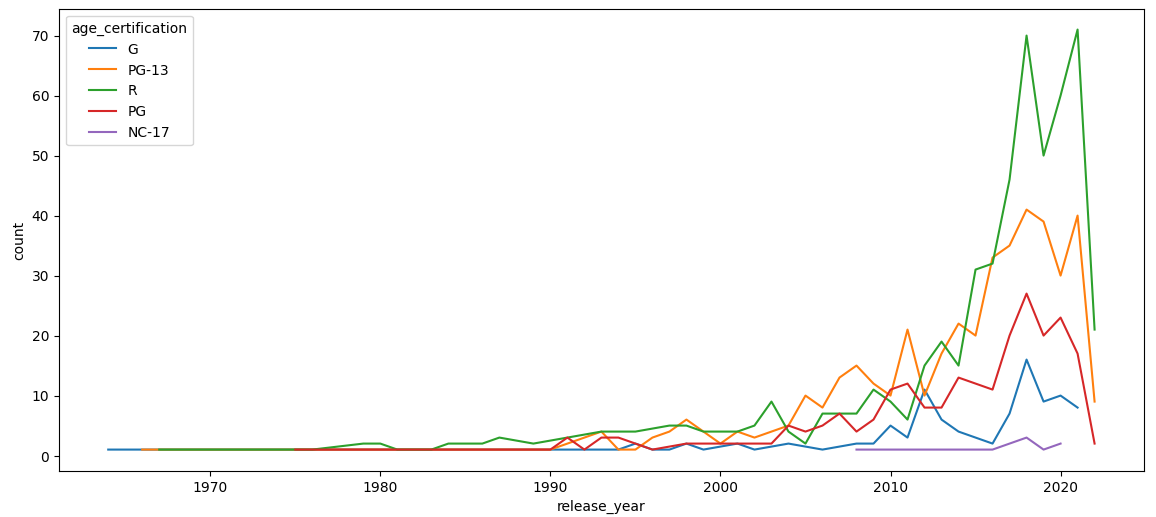 age_certification
G
PG-13
R
PG
NC-17
70
60
50
40
30
20
10
0
count
1970 1980 1990 2000 2010 2020
release_year